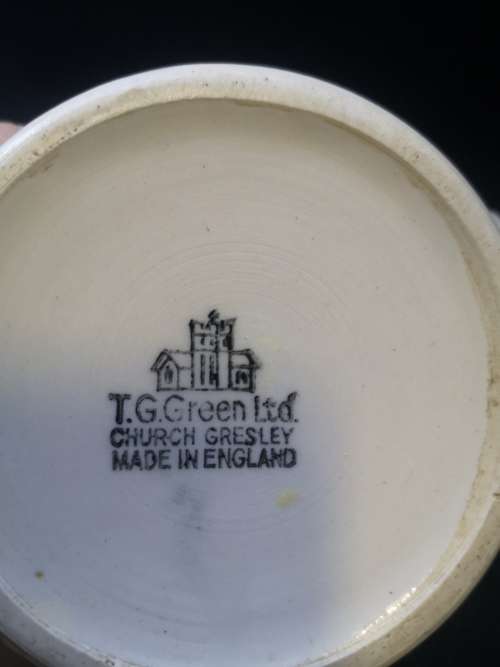 T.G.Green Ltd.
CHURCH GRESLEY
MADE IN ENGLAND